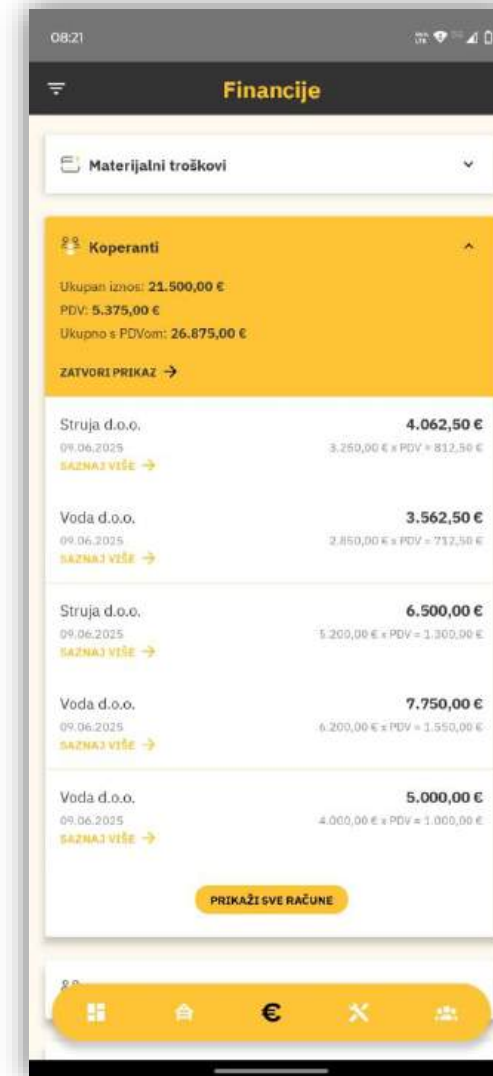 08:21
Financije
Materijalni troškovi
Koperanti
Ukupan iznos: 21.500,00 €
PDV: 5.375,00 €
Ukupno s PDVom: 26.875,00 €
ZATVORI PRIKAZ →
Struja d.o.o. 4.062,50 €
09.06.2025 3.250,00 € x PDV = 812,50 €
SAZNAJ VIŠE →
Voda d.o.o. 3.562,50 €
09.06.2025 2.850,00 € x PDV = 712,50 €
SAZNAJ VIŠE →
Struja d.o.o. 6.500,00 €
09.06.2025 5.200,00 € x PDV = 1.300,00 €
SAZNAJ VIŠE →
Voda d.o.o. 7.750,00 €
09.06.2025 6.200,00 € x PDV = 1.550,00 €
SAZNAJ VIŠE →
Voda d.o.o. 5.000,00 €
09.06.2025 4.000,00 € x PDV = 1.000,00 €
SAZNAJ VIŠE →
PRIKAŽI SVE RAČUNE
€